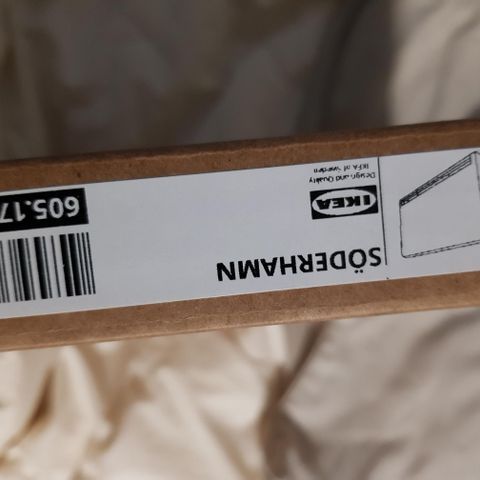 SÖDERHAMN
IKEA
Design and Quality
IKEA of Sweden
605.17